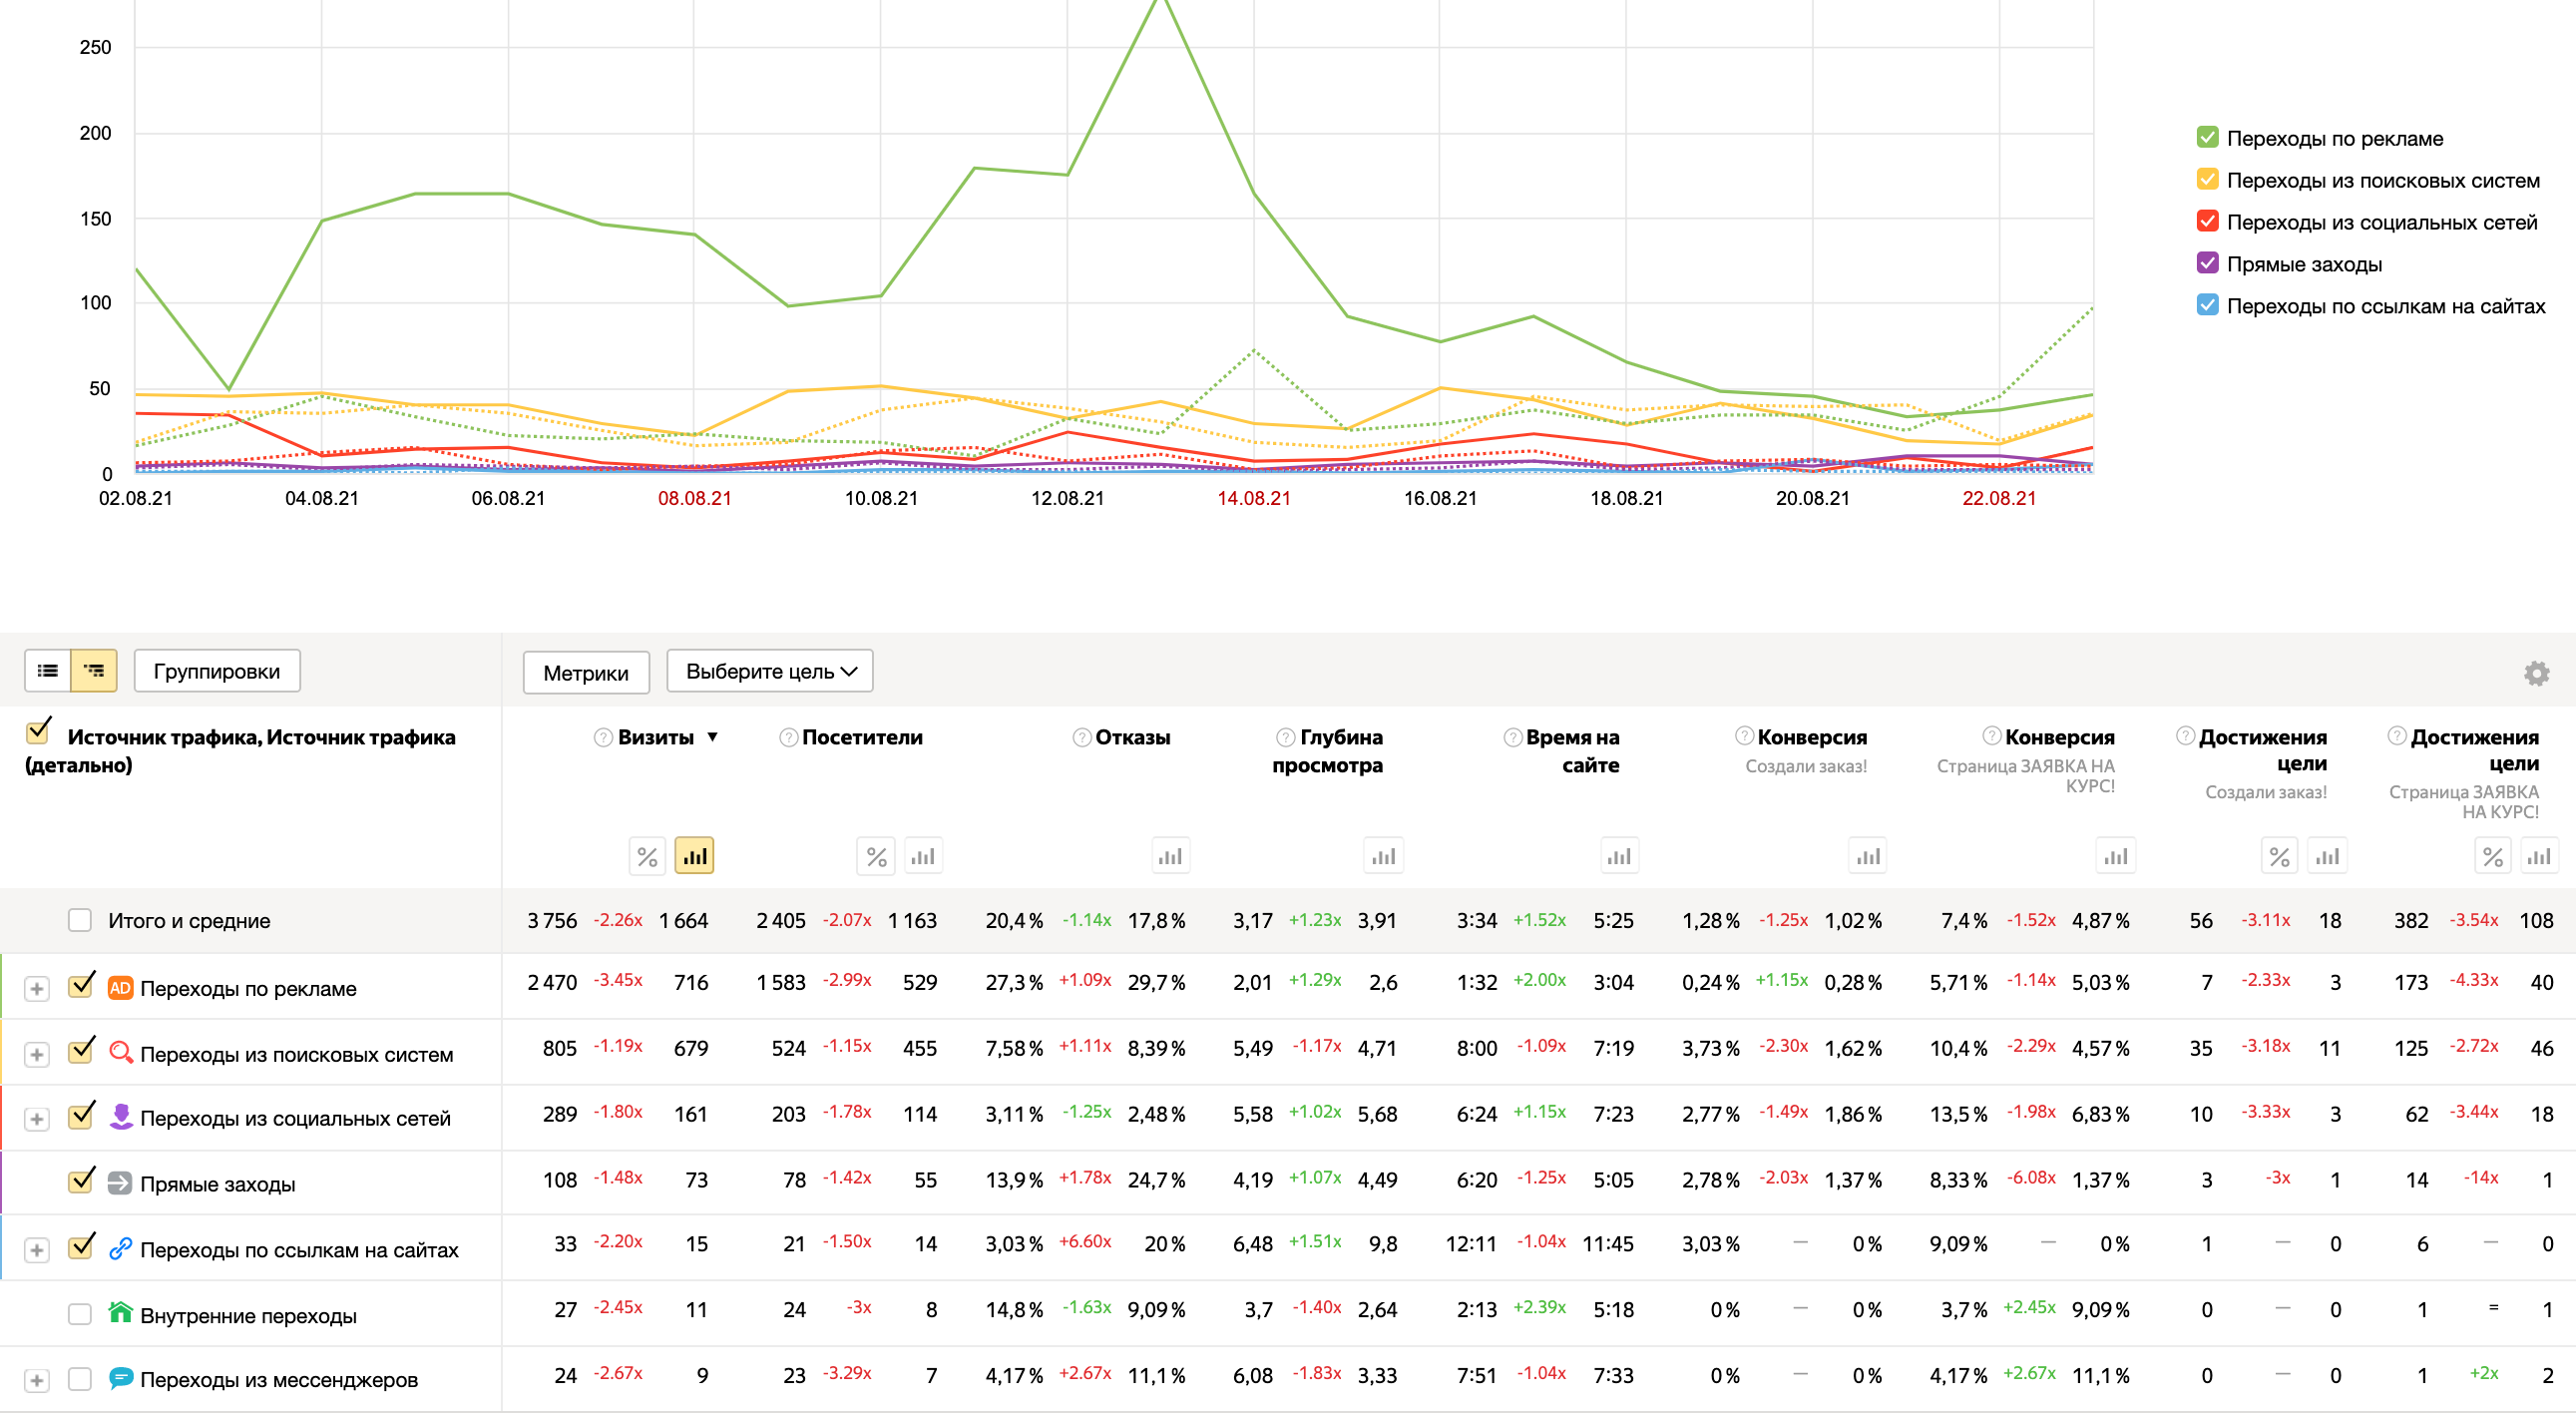 250
200
150
100
50
0
02.08.21 04.08.21 06.08.21 08.08.21 10.08.21 12.08.21 14.08.21 16.08.21 18.08.21 20.08.21 22.08.21
Переходы по рекламе
Переходы из поисковых систем
Переходы из социальных сетей
Прямые заходы
Переходы по ссылкам на сайтах
Группировки Метрики Выберите цель
Источник трафика, Источник трафика
(детально)
? Визиты ▼
? Посетители
? Отказы
? Глубина
просмотра
? Время на
сайте
? Конверсия
Создали заказ!
? Конверсия
Страница ЗАЯВКА НА
КУРС!
? Достижения
цели
Создали заказ!
? Достижения
цели
Страница ЗАЯВКА
НА КУРС!
% % % %
Итого и средние 3 756 -2.26x 1 664 2 405 -2.07x 1 163 20,4 % -1.14x 17,8 % 3,17 +1.23x 3,91 3:34 +1.52x 5:25 1,28 % -1.25x 1,02 % 7,4 % -1.52x 4,87 % 56 -3.11x 18 382 -3.54x 108
+ AD Переходы по рекламе 2 470 -3.45x 716 1 583 -2.99x 529 27,3 % +1.09x 29,7 % 2,01 +1.29x 2,6 1:32 +2.00x 3:04 0,24 % +1.15x 0,28 % 5,71 % -1.14x 5,03 % 7 -2.33x 3 173 -4.33x 40
+ Переходы из поисковых систем 805 -1.19x 679 524 -1.15x 455 7,58 % +1.11x 8,39 % 5,49 -1.17x 4,71 8:00 -1.09x 7:19 3,73 % -2.30x 1,62 % 10,4 % -2.29x 4,57 % 35 -3.18x 11 125 -2.72x 46
+ Переходы из социальных сетей 289 -1.80x 161 203 -1.78x 114 3,11 % -1.25x 2,48 % 5,58 +1.02x 5,68 6:24 +1.15x 7:23 2,77 % -1.49x 1,86 % 13,5 % -1.98x 6,83 % 10 -3.33x 3 62 -3.44x 18
Прямые заходы 108 -1.48x 73 78 -1.42x 55 13,9 % +1.78x 24,7 % 4,19 +1.07x 4,49 6:20 -1.25x 5:05 2,78 % -2.03x 1,37 % 8,33 % -6.08x 1,37 % 3 -3x 1 14 -14x 1
+ Переходы по ссылкам на сайтах 33 -2.20x 15 21 -1.50x 14 3,03 % +6.60x 20 % 6,48 +1.51x 9,8 12:11 -1.04x 11:45 3,03 % — 0 % 9,09 % — 0 % 1 — 0 6 — 0
Внутренние переходы 27 -2.45x 11 24 -3x 8 14,8 % -1.63x 9,09 % 3,7 -1.40x 2,64 2:13 +2.39x 5:18 0 % — 0 % 3,7 % +2.45x 9,09 % 0 — 0 1 = 1
+ Переходы из мессенджеров 24 -2.67x 9 23 -3.29x 7 4,17 % +2.67x 11,1 % 6,08 -1.83x 3,33 7:51 -1.04x 7:33 0 % — 0 % 4,17 % +2.67x 11,1 % 0 — 0 1 +2x 2